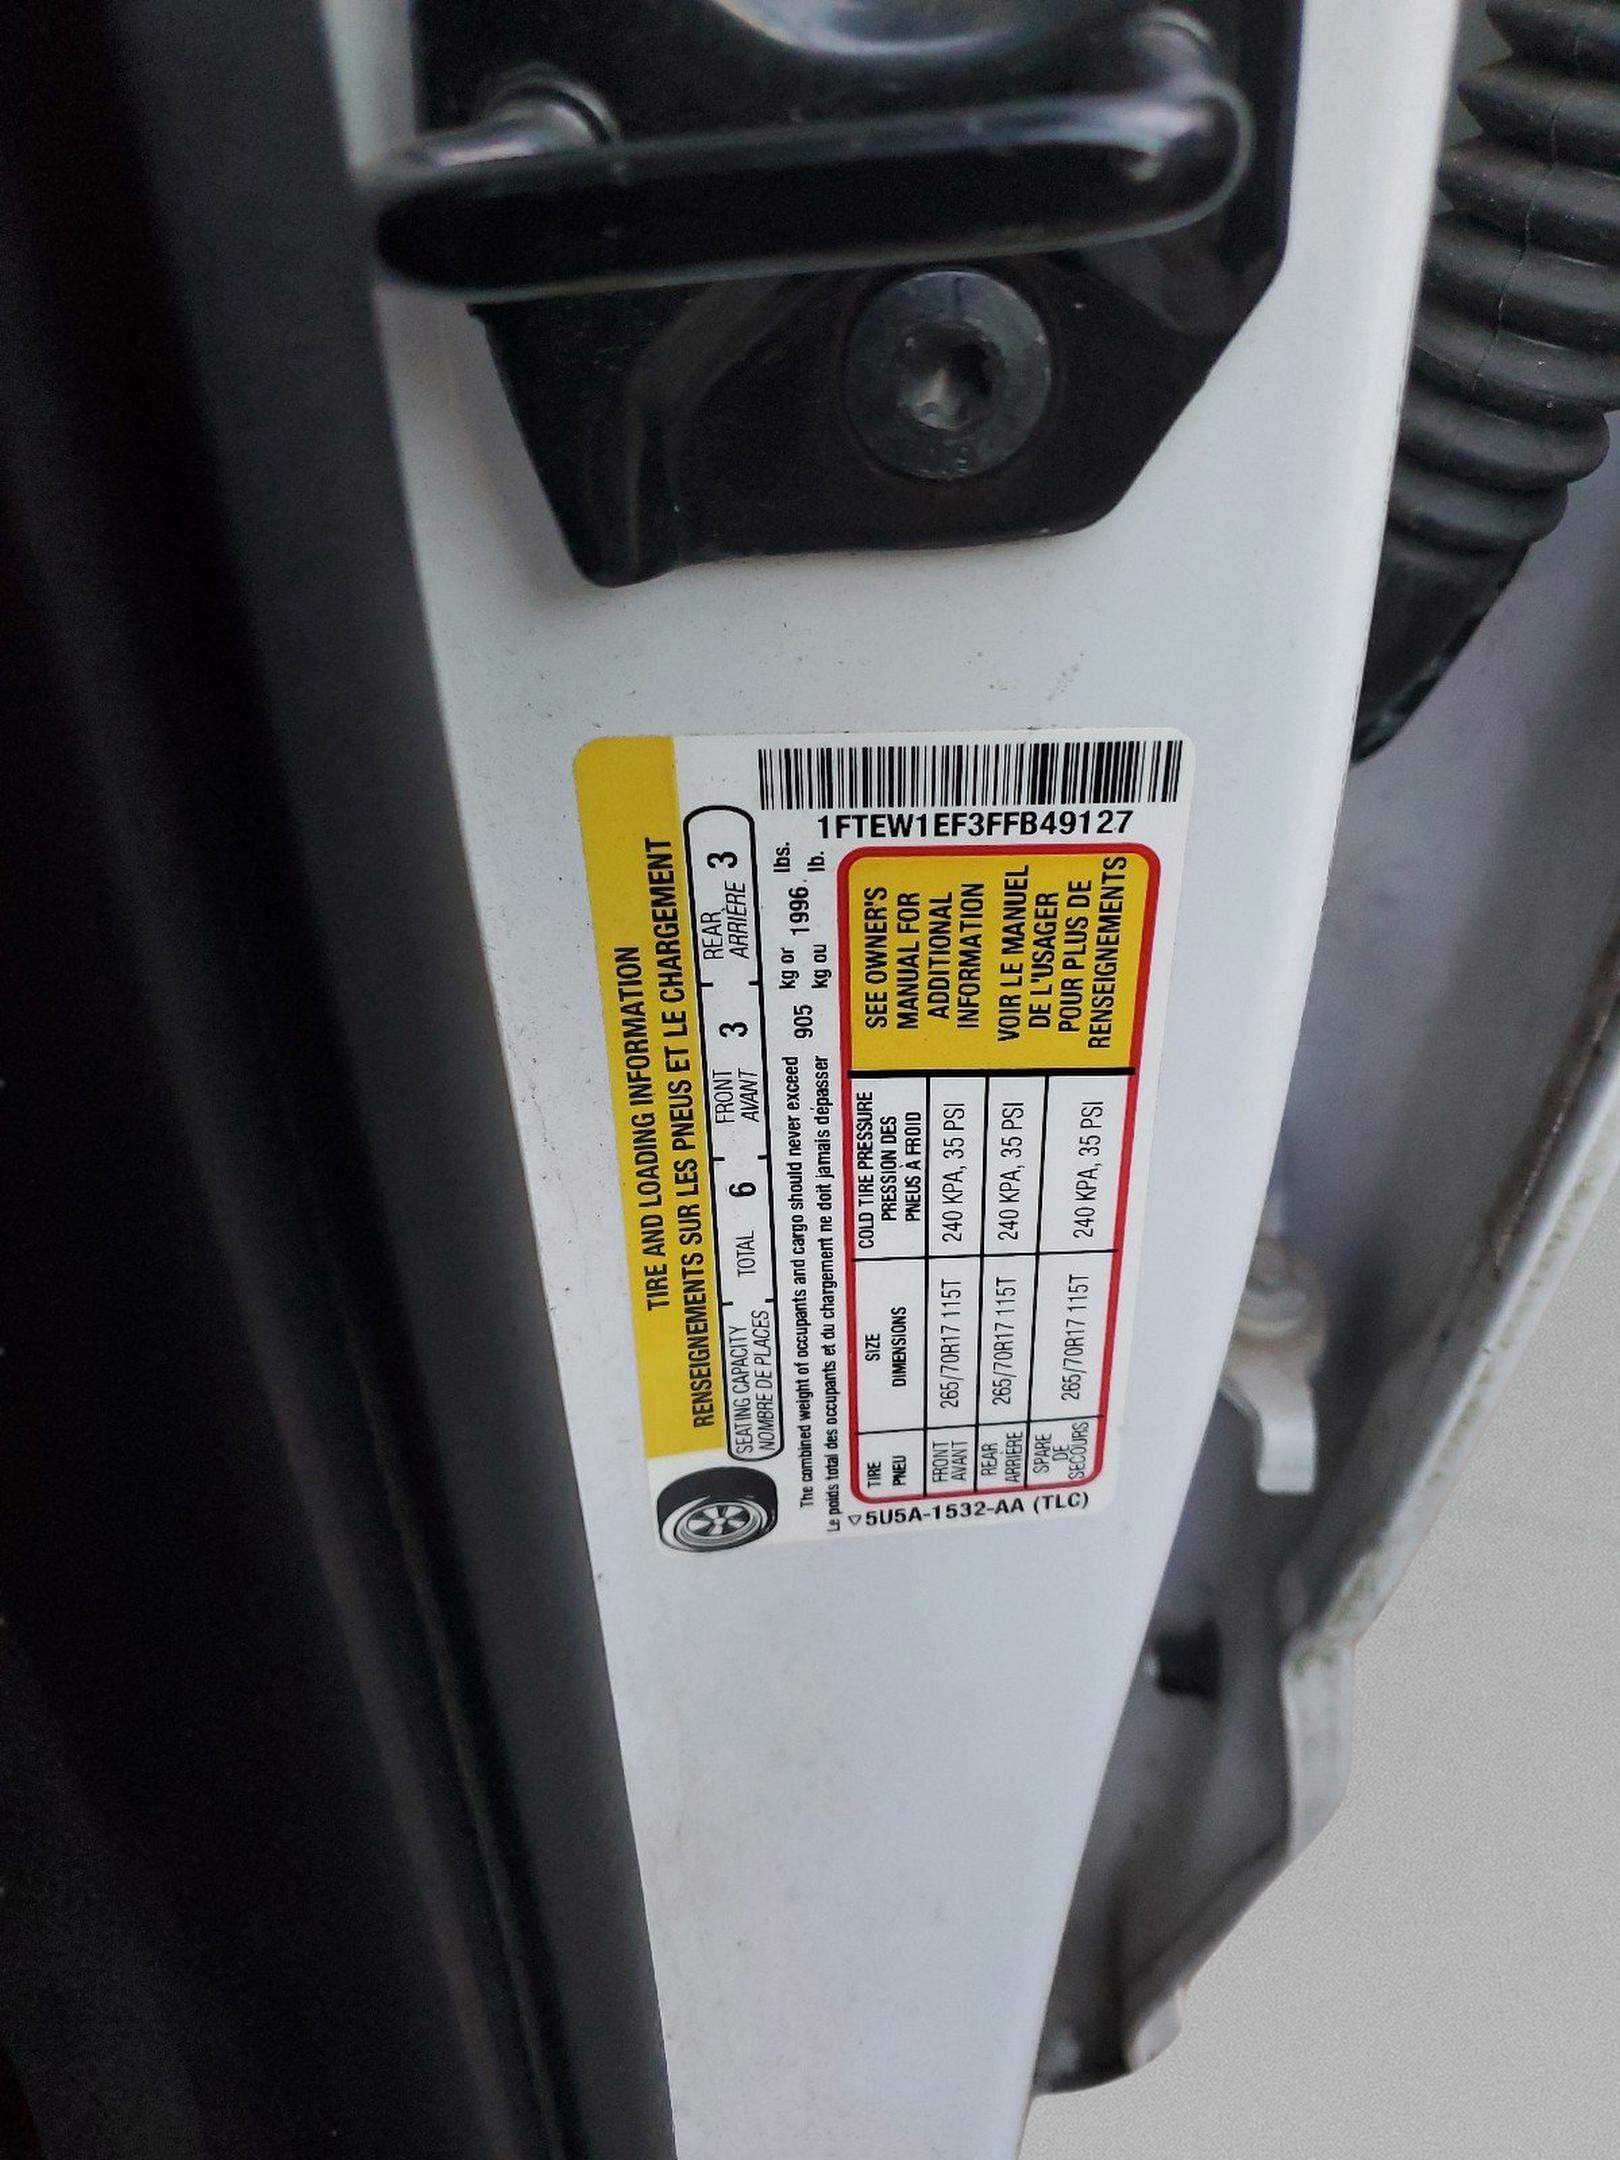 TIRE AND LOADING INFORMATION
RENSEIGNEMENTS SUR LES PNEUS ET LE CHARGEMENT
SEATING CAPACITY TOTAL 6 FRONT 3 REAR 3
NOMBRE DE PLACES AVANT ARRIÈRE
The combined weight of occupants and cargo should never exceed 905 kg or 1996 lbs.
Le poids total des occupants et du chargement ne doit jamais dépasser kg ou lb.
1FTEW1EF3FFB49127
TIRE SIZE COLD TIRE PRESSURE
PNEU DIMENSIONS PRESSION DES
PNEUS À FROID
FRONT
AVANT 265/70R17 115T 240 KPA, 35 PSI
REAR
ARRIÈRE 265/70R17 115T 240 KPA, 35 PSI
SPARE
DE
SECOURS 265/70R17 115T 240 KPA, 35 PSI
SEE OWNER'S
MANUAL FOR
ADDITIONAL
INFORMATION
VOIR LE MANUEL
DE L'USAGER
POUR PLUS DE
RENSEIGNEMENTS
5U5A-1532-AA (TLC)